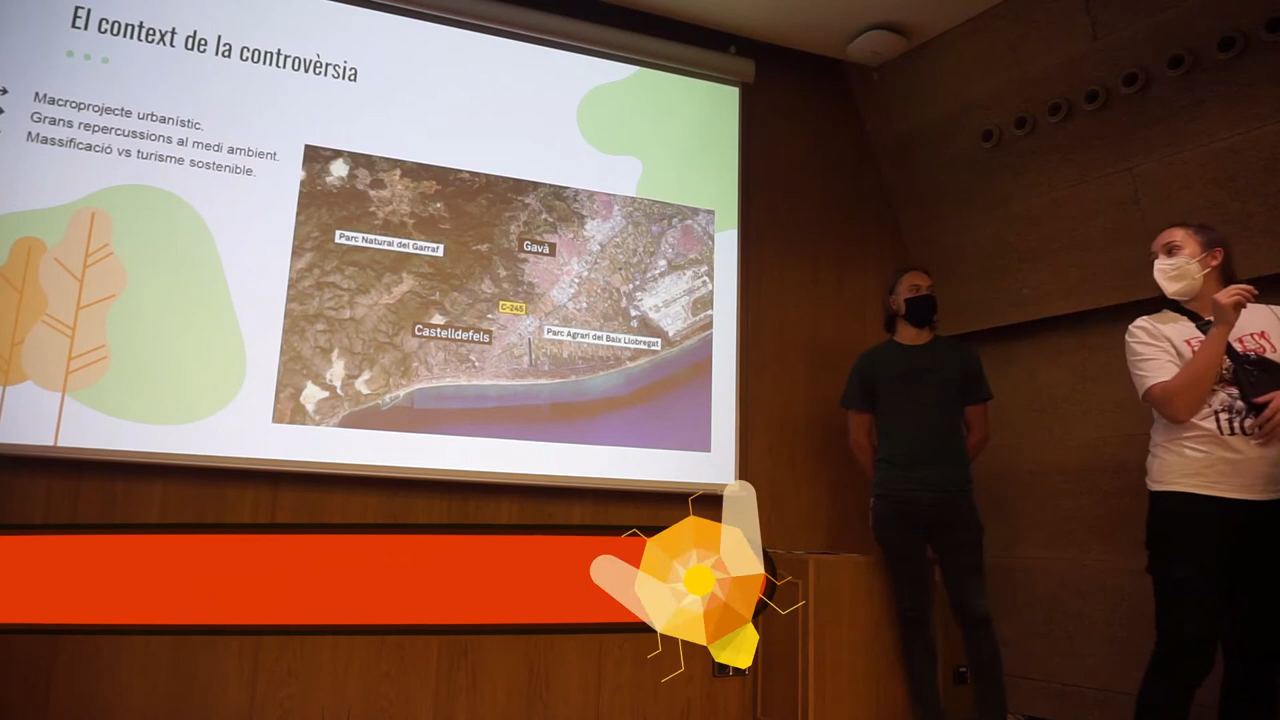 El context de la controvèrsia
Macroprojecte urbanístic.
Grans repercussions al medi ambient.
Massificació vs turisme sostenible.
Parc Natural del Garraf
Gavà
C-245
Castelldefels
Parc Agrari del Baix Llobregat